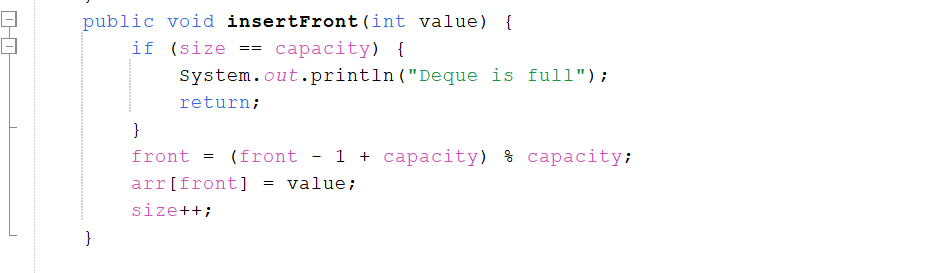 public void insertFront(int value) {
if (size == capacity) {
System.out.println("Deque is full");
return;
}
front = (front - 1 + capacity) % capacity;
arr[front] = value;
size++;
}